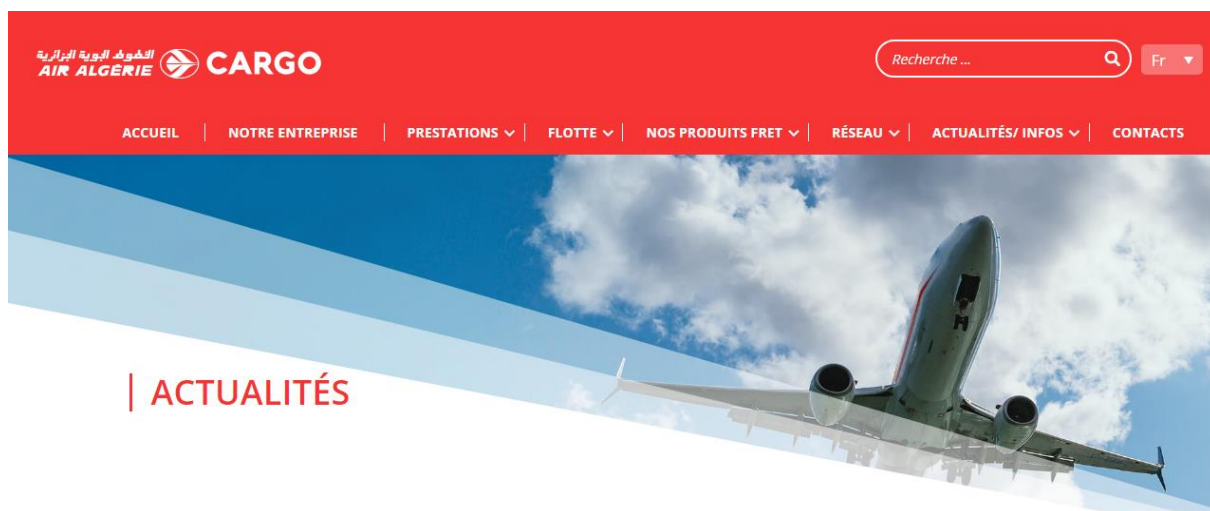 الخطوط الجوية الجزائرية
AIR ALGÉRIE CARGO
Recherche ...
Fr
ACCUEIL
NOTRE ENTREPRISE
PRESTATIONS
FLOTTE
NOS PRODUITS FRET
RÉSEAU
ACTUALITÉS/ INFOS
CONTACTS
ACTUALITÉS